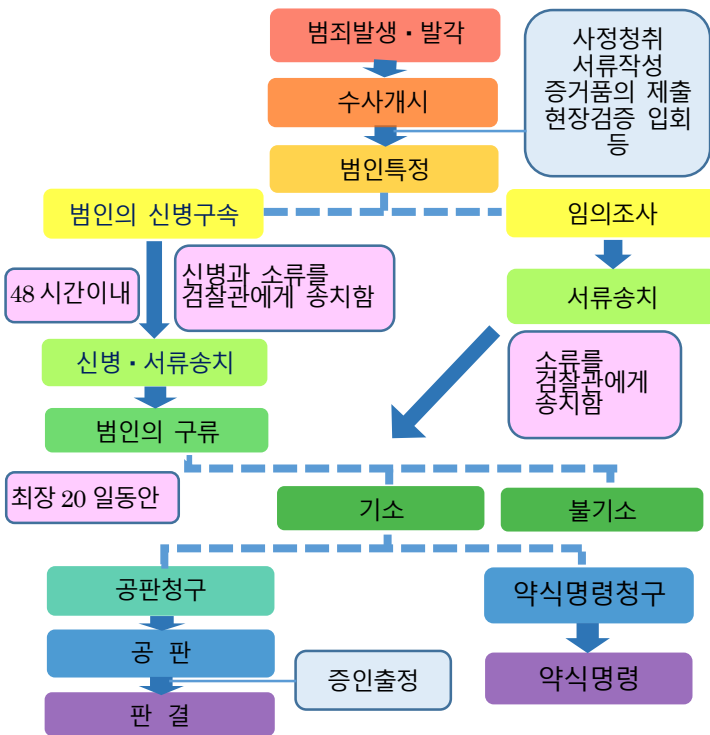 범죄발생・발각
사정청취
서류작성
증거품의 제출
현장검증 입회
등
수사개시
범인특정
범인의 신병구속
임의조사
48 시간이내
신병과 소류를
검찰관에게 송치함
서류송치
신병・서류송치
소류를
검찰관에게
송치함
범인의 구류
최장 20 일동안
기소
불기소
공판청구
약식명령청구
공 판
증인출정
약식명령
판 결